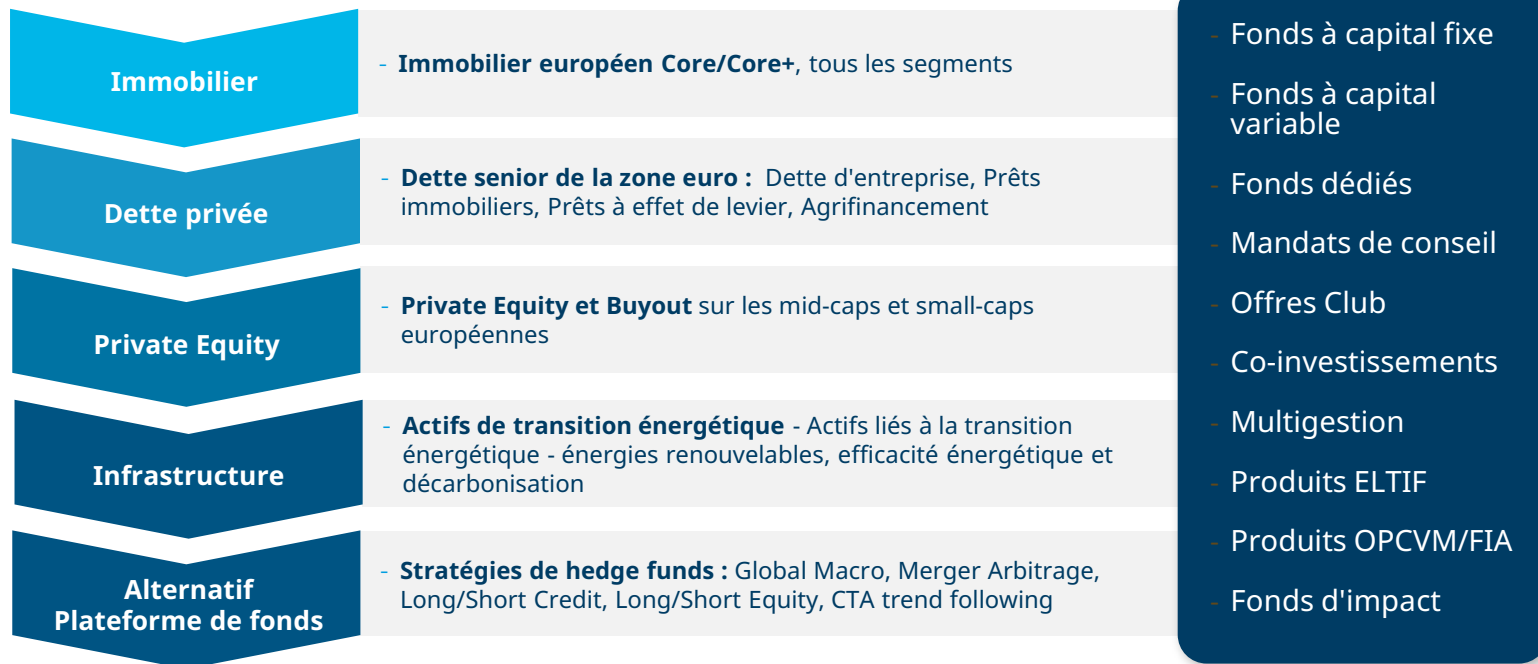 Immobilier
- Immobilier européen Core/Core+, tous les segments
Dette privée
- Dette senior de la zone euro : Dette d'entreprise, Prêts
immobiliers, Prêts à effet de levier, Agrifinancement
Private Equity
- Private Equity et Buyout sur les mid-caps et small-caps
européennes
Infrastructure
- Actifs de transition énergétique - Actifs liés à la transition
énergétique - énergies renouvelables, efficacité énergétique et
décarbonisation
Alternatif
Plateforme de fonds
- Stratégies de hedge funds : Global Macro, Merger Arbitrage,
Long/Short Credit, Long/Short Equity, CTA trend following
- Fonds à capital fixe
- Fonds à capital
variable
- Fonds dédiés
- Mandats de conseil
- Offres Club
- Co-investissements
- Multigestion
- Produits ELTIF
- Produits OPCVM/FIA
- Fonds d'impact